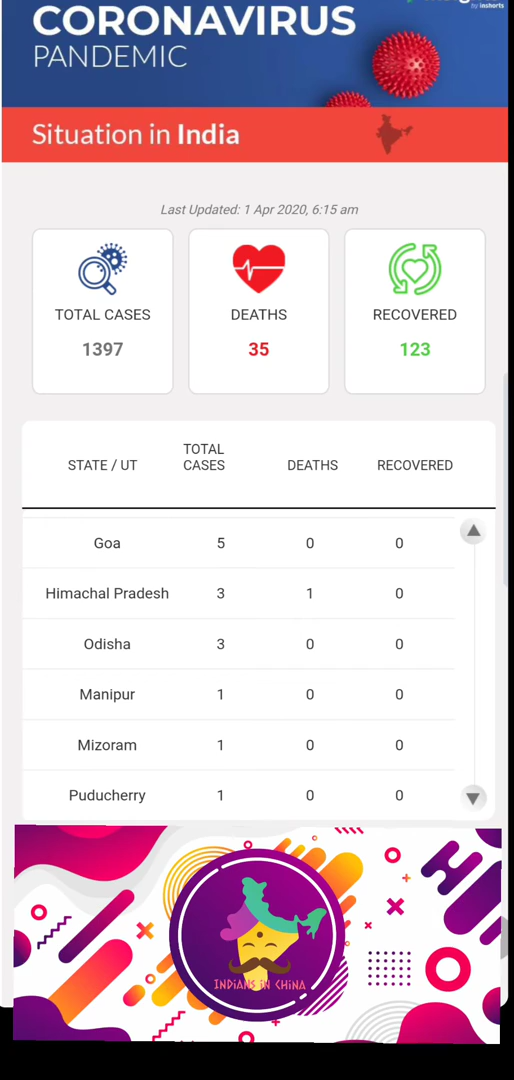 by inshorts
CORONAVIRUS
PANDEMIC
Situation in India
Last Updated: 1 Apr 2020, 6:15 am
TOTAL CASES
1397
DEATHS
35
RECOVERED
123
STATE / UT TOTAL CASES DEATHS RECOVERED
Goa 5 0 0
Himachal Pradesh 3 1 0
Odisha 3 0 0
Manipur 1 0 0
Mizoram 1 0 0
Puducherry 1 0 0
INDIANS IN CHINA